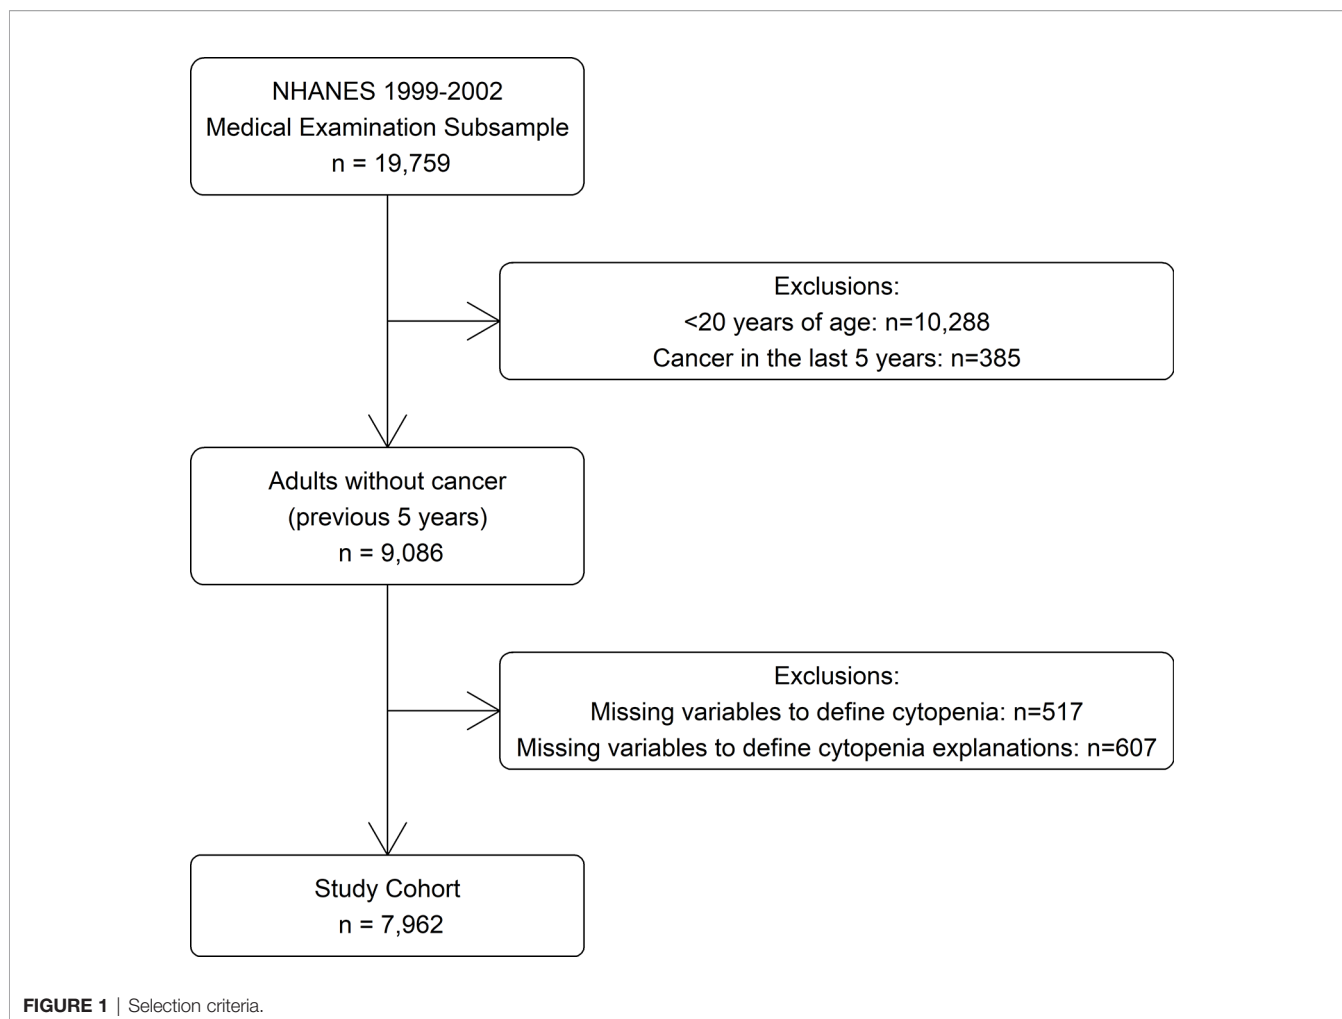 NHANES 1999-2002
Medical Examination Subsample
n = 19,759
Exclusions:
<20 years of age: n=10,288
Cancer in the last 5 years: n=385
Adults without cancer
(previous 5 years)
n = 9,086
Exclusions:
Missing variables to define cytopenia: n=517
Missing variables to define cytopenia explanations: n=607
Study Cohort
n = 7,962
FIGURE 1 | Selection criteria.